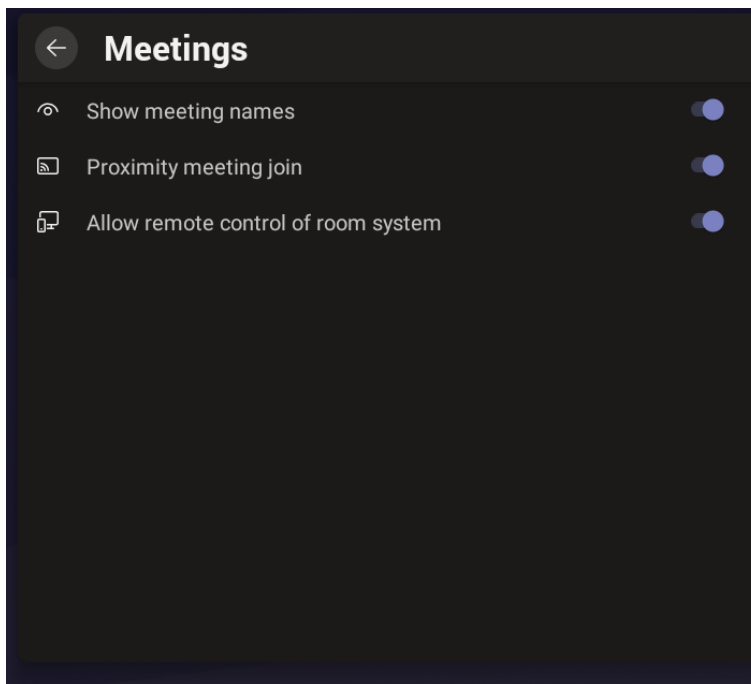 Meetings
Show meeting names
Proximity meeting join
Allow remote control of room system